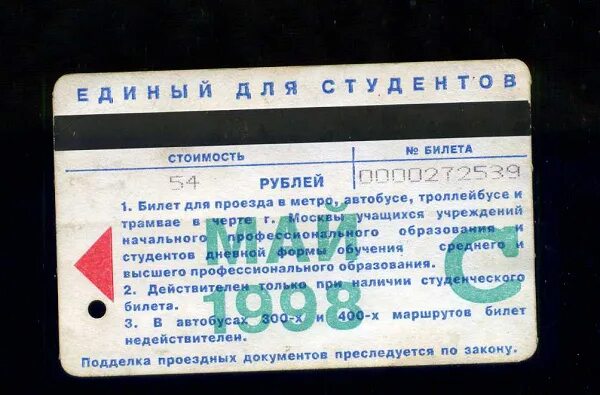 ЕДИНЫЙ ДЛЯ СТУДЕНТОВ
СТОИМОСТЬ № БИЛЕТА
54 РУБЛЕЙ 0000272539
1. Билет для проезда в метро, автобусе, троллейбусе и
трамвае в черте г. Москвы учащихся учреждений
начального профессионального образования и
студентов дневной формы обучения среднего и
высшего профессионального образования.
2. Действителен только при наличии студенческого
билета.
3. В автобусах 300-х и 400-х маршрутов билет
недействителен.
Подделка проездных документов преследуется по закону.
МАЙ
1998
С